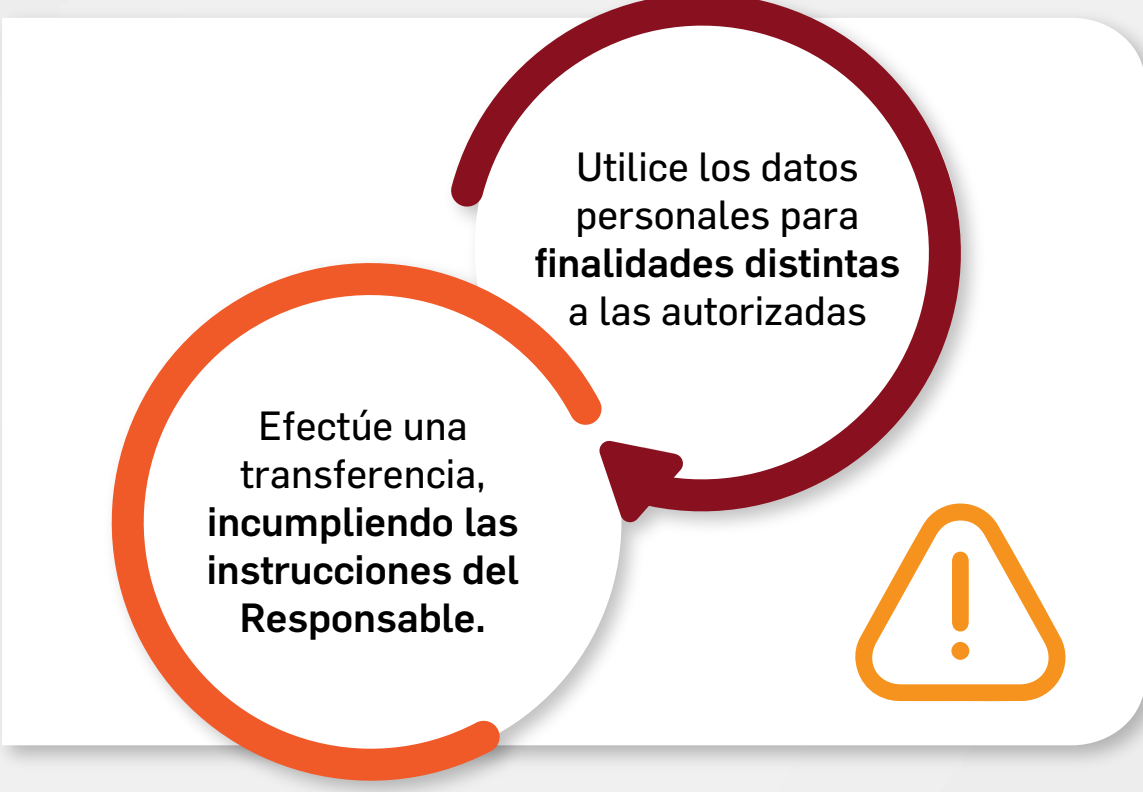 Utilice los datos
personales para
finalidades distintas
a las autorizadas
Efectúe una
transferencia,
incumpliendo las
instrucciones del
Responsable.